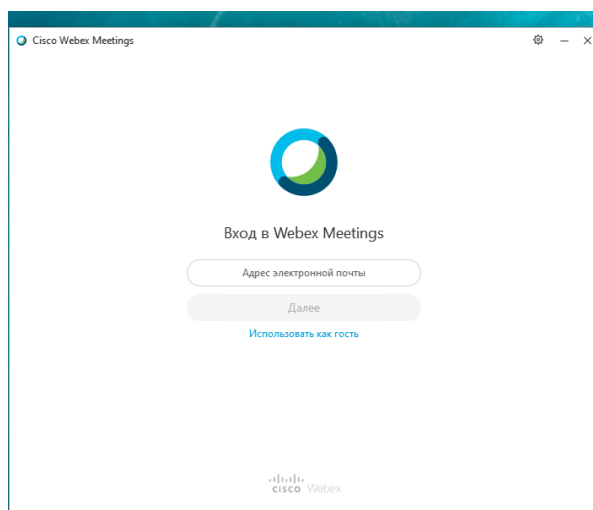 Cisco Webex Meetings
Вход в Webex Meetings
Адрес электронной почты
Далее
Использовать как гость
cisco Webex